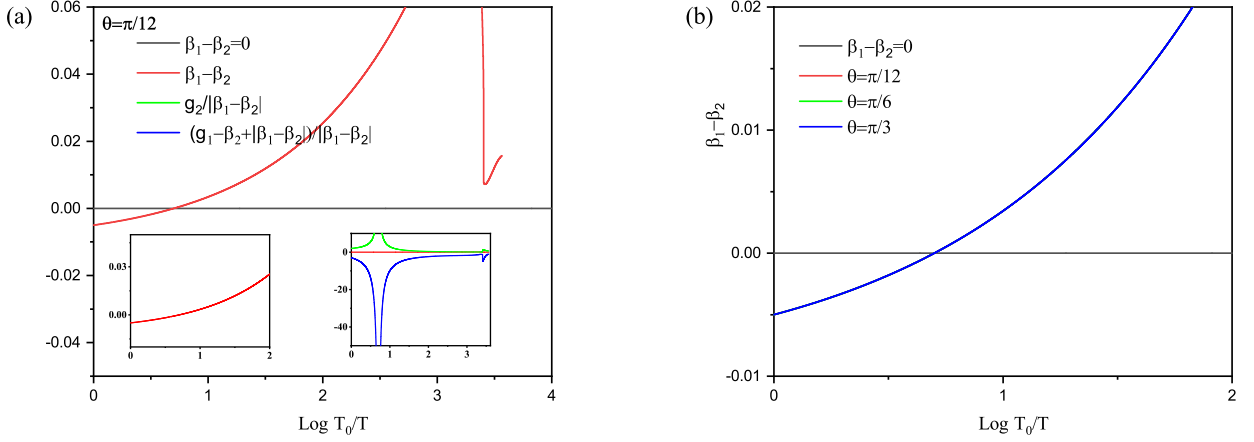 (a)
θ=π/12
β₁−β₂=0
β₁−β₂
g₂/|β₁−β₂|
(g₁−β₂+|β₁−β₂|)/|β₁−β₂|
0.06
0.04
0.02
0.00
-0.02
-0.04
0 1 2 3 4
Log T₀/T
0.03
0.00
0 1 2
0
-20
-40
0 1 2 3
(b)
β₁−β₂=0
θ=π/12
θ=π/6
θ=π/3
β₁−β₂
0.02
0.01
0.00
-0.01
0 1 2
Log T₀/T